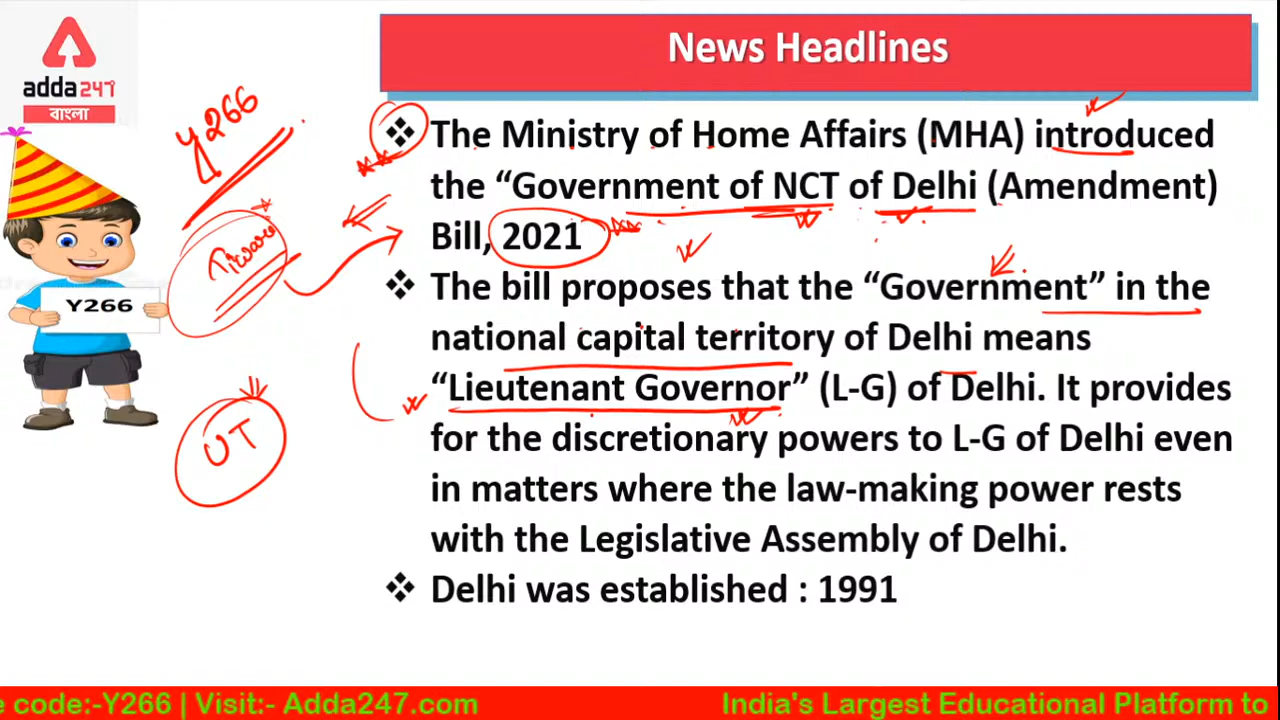 News Headlines
adda247
বাংলা
Y266
❖ The Ministry of Home Affairs (MHA) introduced
the “Government of NCT of Delhi (Amendment)
Bill, 2021
❖ The bill proposes that the “Government” in the
national capital territory of Delhi means
“Lieutenant Governor” (L-G) of Delhi. It provides
for the discretionary powers to L-G of Delhi even
in matters where the law-making power rests
with the Legislative Assembly of Delhi.
❖ Delhi was established : 1991
Y266
UT
e code:-Y266 | Visit:- Adda247.com
India's Largest Educational Platform to